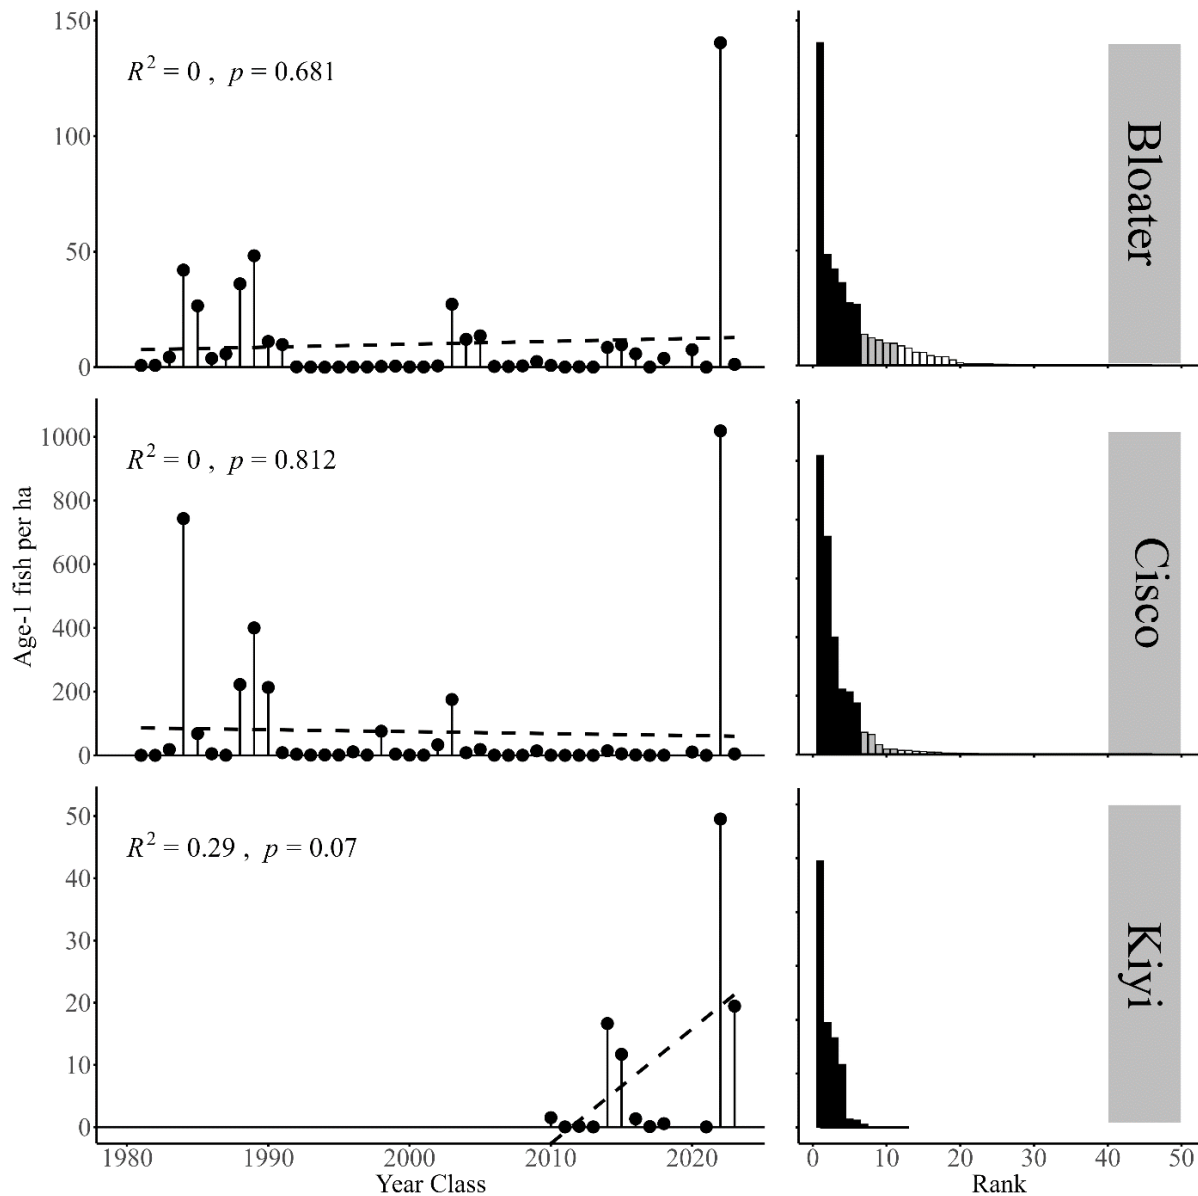 150
100
50
0
R² = 0 , p = 0.681
Bloater
1000
800
600
400
200
0
R² = 0 , p = 0.812
Cisco
Age-1 fish per ha
50
40
30
20
10
0
R² = 0.29 , p = 0.07
Kiyi
1980 1990 2000 2010 2020
Year Class
0 10 20 30 40 50
Rank